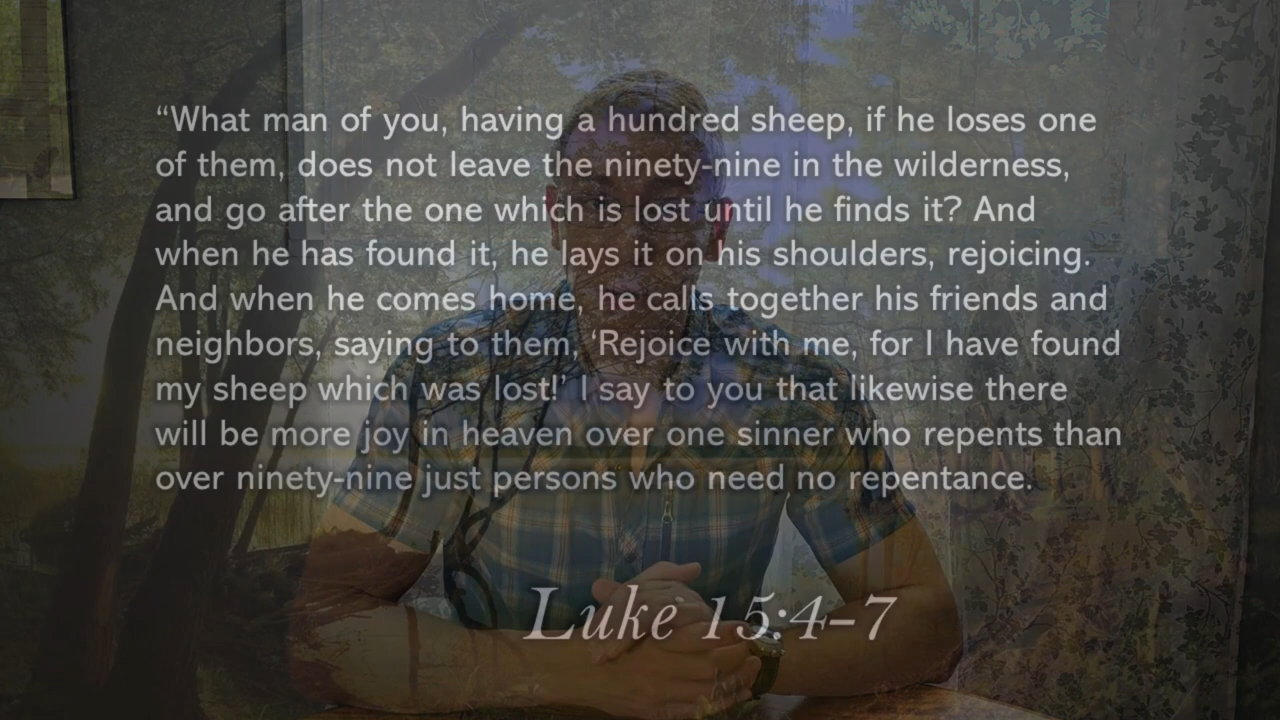 “What man of you, having a hundred sheep, if he loses one
of them, does not leave the ninety-nine in the wilderness,
and go after the one which is lost until he finds it? And
when he has found it, he lays it on his shoulders, rejoicing.
And when he comes home, he calls together his friends and
neighbors, saying to them, ‘Rejoice with me, for I have found
my sheep which was lost!’ I say to you that likewise there
will be more joy in heaven over one sinner who repents than
over ninety-nine just persons who need no repentance.
Luke 15:4–7